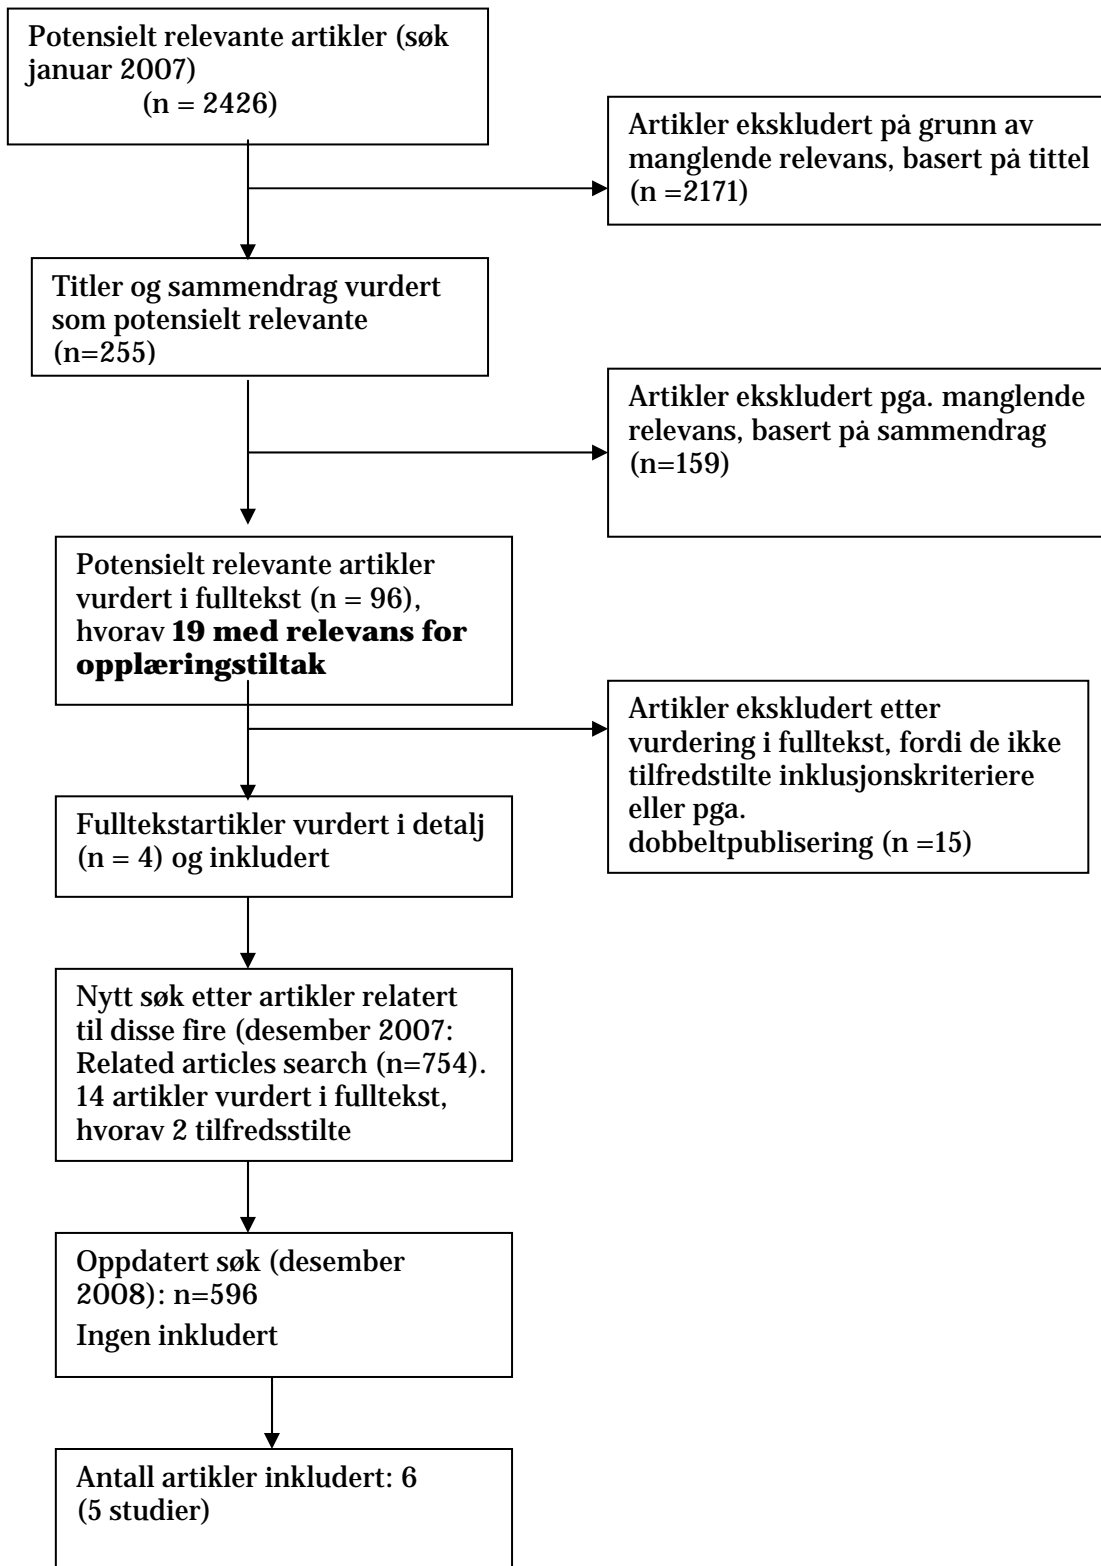 Potensielt relevante artikler (søk
januar 2007)
(n = 2426)
Artikler ekskludert på grunn av
manglende relevans, basert på tittel
(n =2171)
Titler og sammendrag vurdert
som potensielt relevante
(n=255)
Artikler ekskludert pga. manglende
relevans, basert på sammendrag
(n=159)
Potensielt relevante artikler
vurdert i fulltekst (n = 96),
hvorav 19 med relevans for
opplæringstiltak
Artikler ekskludert etter
vurdering i fulltekst, fordi de ikke
tilfredstilte inklusjonskriteriere
eller pga.
dobbeltpublisering (n =15)
Fulltekstartikler vurdert i detalj
(n = 4) og inkludert
Nytt søk etter artikler relatert
til disse fire (desember 2007:
Related articles search (n=754).
14 artikler vurdert i fulltekst,
hvorav 2 tilfredsstilte
Oppdatert søk (desember
2008): n=596
Ingen inkludert
Antall artikler inkludert: 6
(5 studier)